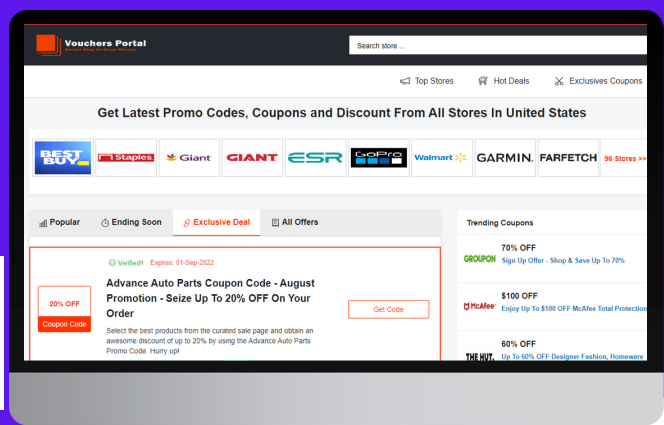 Vouchers Portal
Smart Way to Save Money
Search store ...
Top Stores
Hot Deals
Exclusives Coupons
Get Latest Promo Codes, Coupons and Discount From All Stores In United States
BEST BUY
Staples
Giant
GIANT
ESR
GoPro
Walmart
GARMIN.
FARFETCH
96 Stores >>
Popular
Ending Soon
Exclusive Deal
All Offers
Trending Coupons
Verified!! Expires: 01-Sep-2022
Advance Auto Parts Coupon Code - August
Promotion - Seize Up To 20% OFF On Your
Order
20% OFF
Coupon Code
Get Code
Select the best products from the curated sale page and obtain an
awesome discount of up to 20% by using the Advance Auto Parts
Promo Code. Hurry up!
GROUPON
70% OFF
Sign Up Offer - Shop & Save Up To 70%
McAfee
$100 OFF
Enjoy Up To $100 OFF McAfee Total Protection
THE HUT.
60% OFF
Up To 60% OFF Designer Fashion, Homeware